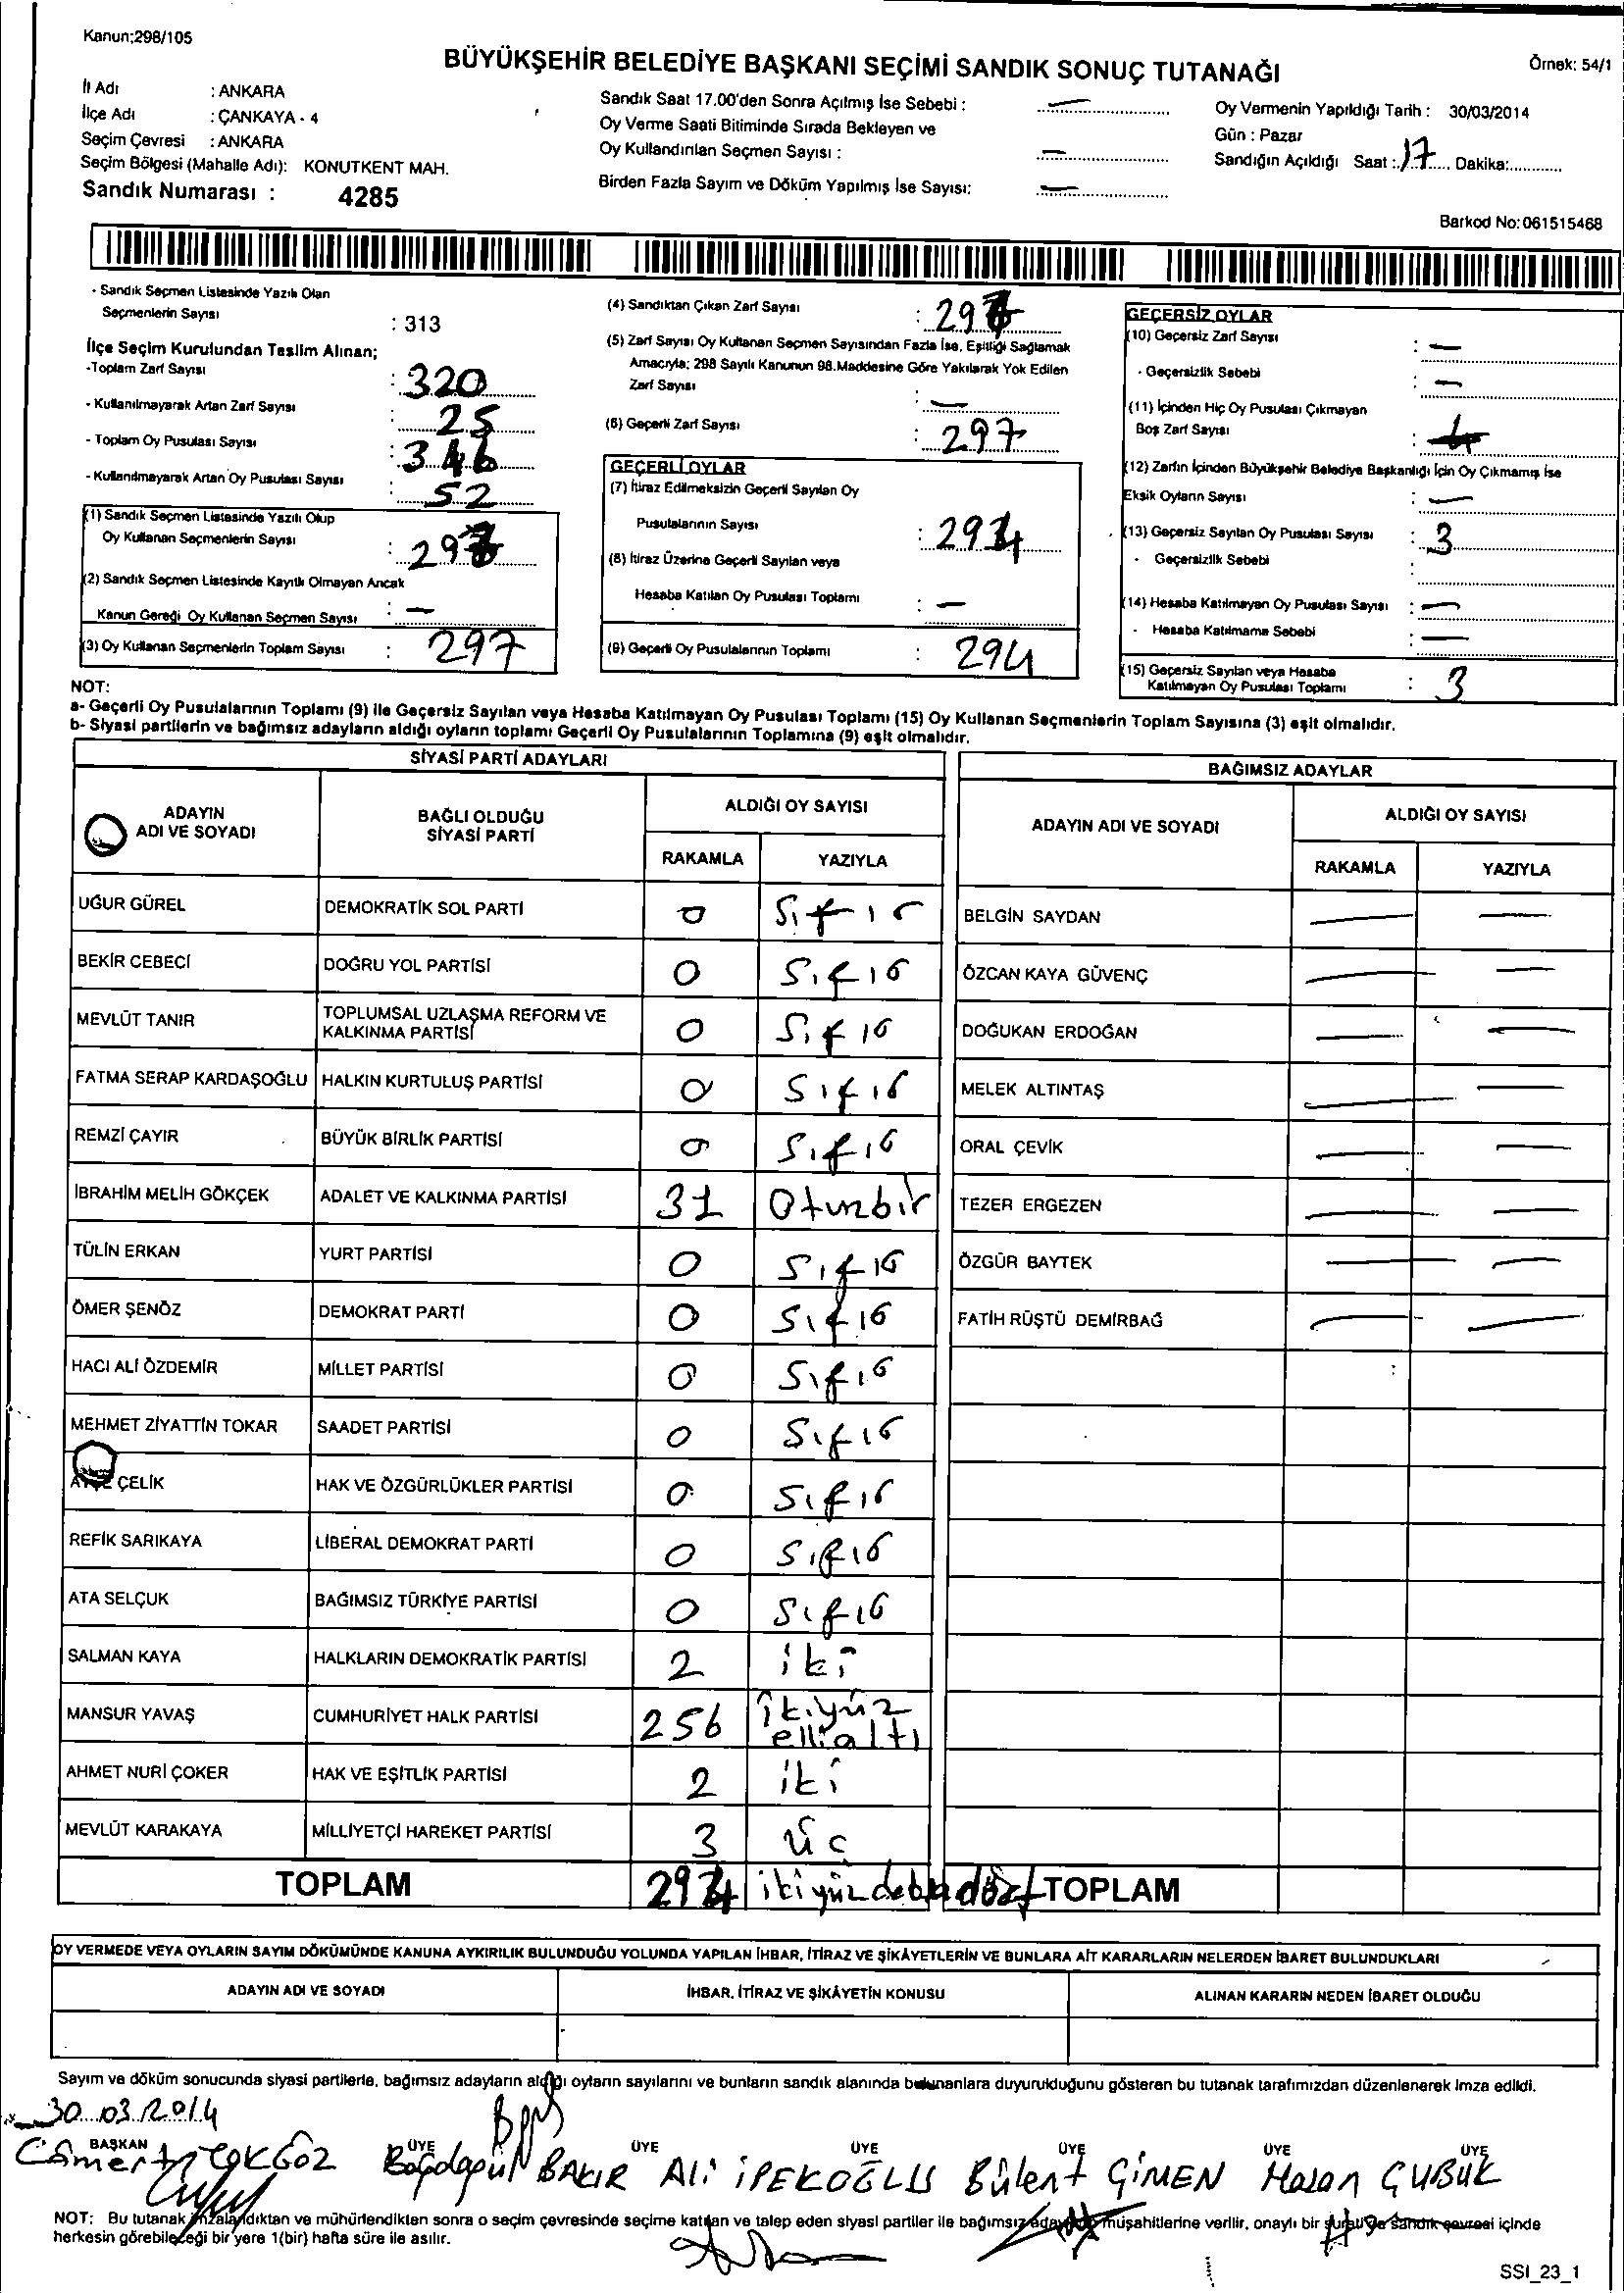 Kanun;298/105
BÜYÜKŞEHİR BELEDİYE BAŞKANI SEÇİMİ SANDIK SONUÇ TUTANAĞI
Örnek: 54/1
İl Adı : ANKARA
İlçe Adı : ÇANKAYA - 4
Seçim Çevresi : ANKARA
Seçim Bölgesi (Mahalle Adı): KONUTKENT MAH.
Sandık Numarası : 4285
Sandık Saat 17.00'den Sonra Açılmış İse Sebebi : —
Oy Verme Saati Bitiminde Sırada Bekleyen ve
Oy Kullandırılan Seçmen Sayısı : —
Birden Fazla Sayım ve Döküm Yapılmış İse Sayısı: —
Oy Vermenin Yapıldığı Tarih : 30/03/2014
Gün : Pazar
Sandığın Açıldığı Saat : 17 Dakika:
Barkod No: 061515468
- Sandık Seçmen Listesinde Yazılı Olan
Seçmenlerin Sayısı : 313
İlçe Seçim Kurulundan Teslim Alınan;
-Toplam Zarf Sayısı : 320
- Kullanılmayarak Artan Zarf Sayısı : 25
- Toplam Oy Pusulası Sayısı : 346
- Kullanılmayarak Artan Oy Pusulası Sayısı : 52
(1) Sandık Seçmen Listesinde Yazılı Olup
Oy Kullanan Seçmenlerin Sayısı :
(2) Sandık Seçmen Listesinde Kayıtlı Olmayan Ancak
Kanun Gereği Oy Kullanan Seçmen Sayısı : —
(3) Oy Kullanan Seçmenlerin Toplam Sayısı : 297
(4) Sandıktan Çıkan Zarf Sayısı :
(5) Zarf Sayısı Oy Kullanan Seçmen Sayısından Fazla İse, Eşitliği Sağlamak
Amacıyla; 298 Sayılı Kanunun 98.Maddesine Göre Yakılarak Yok Edilen
Zarf Sayısı : —
(6) Geçerli Zarf Sayısı : 297
GEÇERLİ OYLAR
(7) İtiraz Edilmeksizin Geçerli Sayılan Oy
Pusulalarının Sayısı : 294
(8) İtiraz Üzerine Geçerli Sayılan veya
Hesaba Katılan Oy Pusulası Toplamı : —
(9) Geçerli Oy Pusulalarının Toplamı : 294
GEÇERSİZ OYLAR
(10) Geçersiz Zarf Sayısı : —
- Geçersizlik Sebebi : —
(11) İçinden Hiç Oy Pusulası Çıkmayan
Boş Zarf Sayısı :
(12) Zarfın İçinden Büyükşehir Belediye Başkanlığı İçin Oy Çıkmamış İse
Eksik Oyların Sayısı : —
(13) Geçersiz Sayılan Oy Pusulası Sayısı : 3
- Geçersizlik Sebebi :
(14) Hesaba Katılmayan Oy Pusulası Sayısı : —
- Hesaba Katılmama Sebebi : —
(15) Geçersiz Sayılan veya Hesaba
Katılmayan Oy Pusulası Toplamı : 3
NOT:
a- Geçerli Oy Pusulalarının Toplamı (9) ile Geçersiz Sayılan veya Hesaba Katılmayan Oy Pusulası Toplamı (15) Oy Kullanan Seçmenlerin Toplam Sayısına (3) eşit olmalıdır.
b- Siyasi partilerin ve bağımsız adayların aldığı oyların toplamı Geçerli Oy Pusulalarının Toplamına (9) eşit olmalıdır.
SİYASİ PARTİ ADAYLARI
BAĞIMSIZ ADAYLAR
ADAYIN ADI VE SOYADI
BAĞLI OLDUĞU SİYASİ PARTİ
ALDIĞI OY SAYISI
RAKAMLA YAZIYLA
ADAYIN ADI VE SOYADI
ALDIĞI OY SAYISI
RAKAMLA YAZIYLA
UĞUR GÜREL DEMOKRATİK SOL PARTİ 0 Sıfır BELGİN SAYDAN — —
BEKİR CEBECİ DOĞRU YOL PARTİSİ 0 Sıfır ÖZCAN KAYA GÜVENÇ — —
MEVLÜT TANIR TOPLUMSAL UZLAŞMA REFORM VE KALKINMA PARTİSİ 0 Sıfır DOĞUKAN ERDOĞAN — —
FATMA SERAP KARDAŞOĞLU HALKIN KURTULUŞ PARTİSİ 0 Sıfır MELEK ALTINTAŞ — —
REMZİ ÇAYIR BÜYÜK BİRLİK PARTİSİ 0 Sıfır ORAL ÇEVİK — —
İBRAHİM MELİH GÖKÇEK ADALET VE KALKINMA PARTİSİ 31 Otuzbir TEZER ERGEZEN — —
TÜLİN ERKAN YURT PARTİSİ 0 Sıfır ÖZGÜR BAYTEK — —
ÖMER ŞENÖZ DEMOKRAT PARTİ 0 Sıfır FATİH RÜŞTÜ DEMİRBAĞ — —
HACI ALİ ÖZDEMİR MİLLET PARTİSİ 0 Sıfır
MEHMET ZİYATTİN TOKAR SAADET PARTİSİ 0 Sıfır
ÇELİK HAK VE ÖZGÜRLÜKLER PARTİSİ 0 Sıfır
REFİK SARIKAYA LİBERAL DEMOKRAT PARTİ 0 Sıfır
ATA SELÇUK BAĞIMSIZ TÜRKİYE PARTİSİ 0 Sıfır
SALMAN KAYA HALKLARIN DEMOKRATİK PARTİSİ 2 iki
MANSUR YAVAŞ CUMHURİYET HALK PARTİSİ 256 ikiyüz ellialtı
AHMET NURİ ÇOKER HAK VE EŞİTLİK PARTİSİ 2 iki
MEVLÜT KARAKAYA MİLLİYETÇİ HAREKET PARTİSİ 3 üç
TOPLAM 294 ikiyüz dört TOPLAM
OY VERMEDE VEYA OYLARIN SAYIM DÖKÜMÜNDE KANUNA AYKIRILIK BULUNDUĞU YOLUNDA YAPILAN İHBAR, İTİRAZ VE ŞİKÂYETLERİN VE BUNLARA AİT KARARLARIN NELERDEN İBARET BULUNDUKLARI
ADAYIN ADI VE SOYADI İHBAR, İTİRAZ VE ŞİKÂYETİN KONUSU ALINAN KARARIN NEDEN İBARET OLDUĞU
Sayım ve döküm sonucunda siyasi partilerle, bağımsız adayların aldığı oyların sayılarını ve bunların sandık alanında bulunanlara duyurulduğunu gösteren bu tutanak tarafımızdan düzenlenerek imza edildi.
30.03.2014
BAŞKAN ÜYE ÜYE ÜYE ÜYE ÜYE ÜYE
Cömert GÖKGÖZ BAKIR Ali İPEKOĞLU Bülent ÇİMEN Hasan ÇUBUK
NOT: Bu tutanak imzalandıktan ve mühürlendikten sonra o seçim çevresinde seçime katılan ve talep eden siyasi partiler ile bağımsız aday müşahitlerine verilir, onaylı bir sureti de sandık çevresi içinde
herkesin görebileceği bir yere 1(bir) hafta süre ile asılır.
SSI_23_1